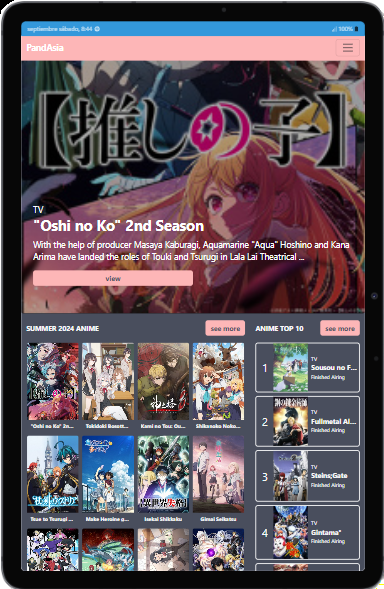 septiembre sábado, 8:44
100%
PandAsia
【推しの子】
TV
"Oshi no Ko" 2nd Season
With the help of producer Masaya Kaburagi, Aquamarine "Aqua" Hoshino and Kana
Arima have landed the roles of Touki and Tsurugi in Lala Lai Theatrical ...
view
SUMMER 2024 ANIME
see more
ANIME TOP 10
see more
"Oshi no Ko" 2n...
Tokidoki Bosott...
Kami no Tou: Ou...
Shikanoko Noko...
True to Tsurugi ...
Make Heroine g...
Isekai Shikkaku
Gimai Seikatsu
1
TV
Sousou no F...
Finished Airing
2
TV
Fullmetal Al...
Finished Airing
3
TV
Steins;Gate
Finished Airing
4
TV
Gintama°
Finished Airing